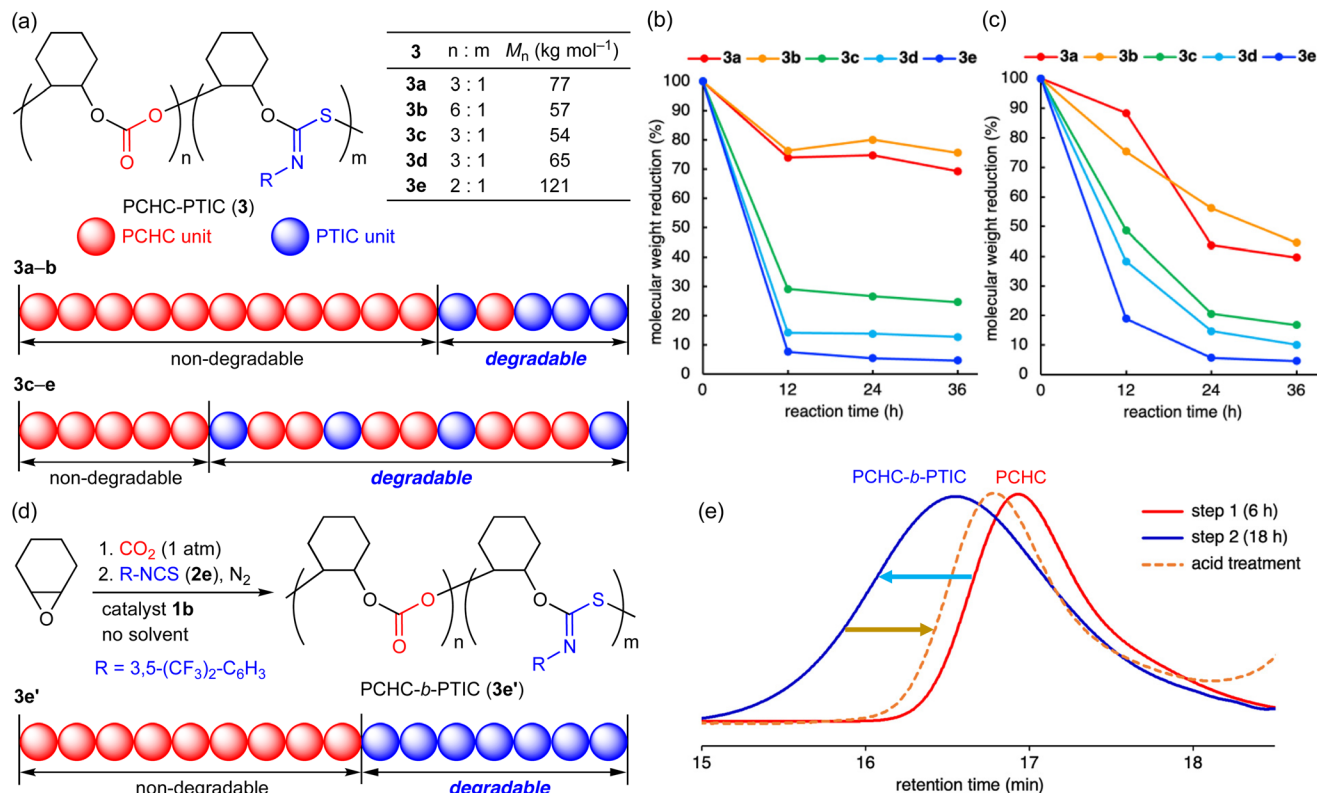 (a)
O
O
O
n
O
S
N
R
m
PCHC-PTIC (3)
3 n : m Mn (kg mol–1)
3a 3 : 1 77
3b 6 : 1 57
3c 3 : 1 54
3d 3 : 1 65
3e 2 : 1 121
PCHC unit
PTIC unit
3a–b
non-degradable
degradable
3c–e
non-degradable
degradable
(b)
3a 3b 3c 3d 3e
molecular weight reduction (%)
100
90
80
70
60
50
40
30
20
10
0
0 12 24 36
reaction time (h)
(c)
3a 3b 3c 3d 3e
molecular weight reduction (%)
100
90
80
70
60
50
40
30
20
10
0
0 12 24 36
reaction time (h)
(d)
O
1. CO2 (1 atm)
2. R-NCS (2e), N2
catalyst 1b
no solvent
R = 3,5-(CF3)2-C6H3
O
O
O
n
O
S
N
R
m
PCHC-b-PTIC (3e')
3e'
non-degradable
degradable
(e)
PCHC-b-PTIC
PCHC
step 1 (6 h)
step 2 (18 h)
acid treatment
15 16 17 18
retention time (min)